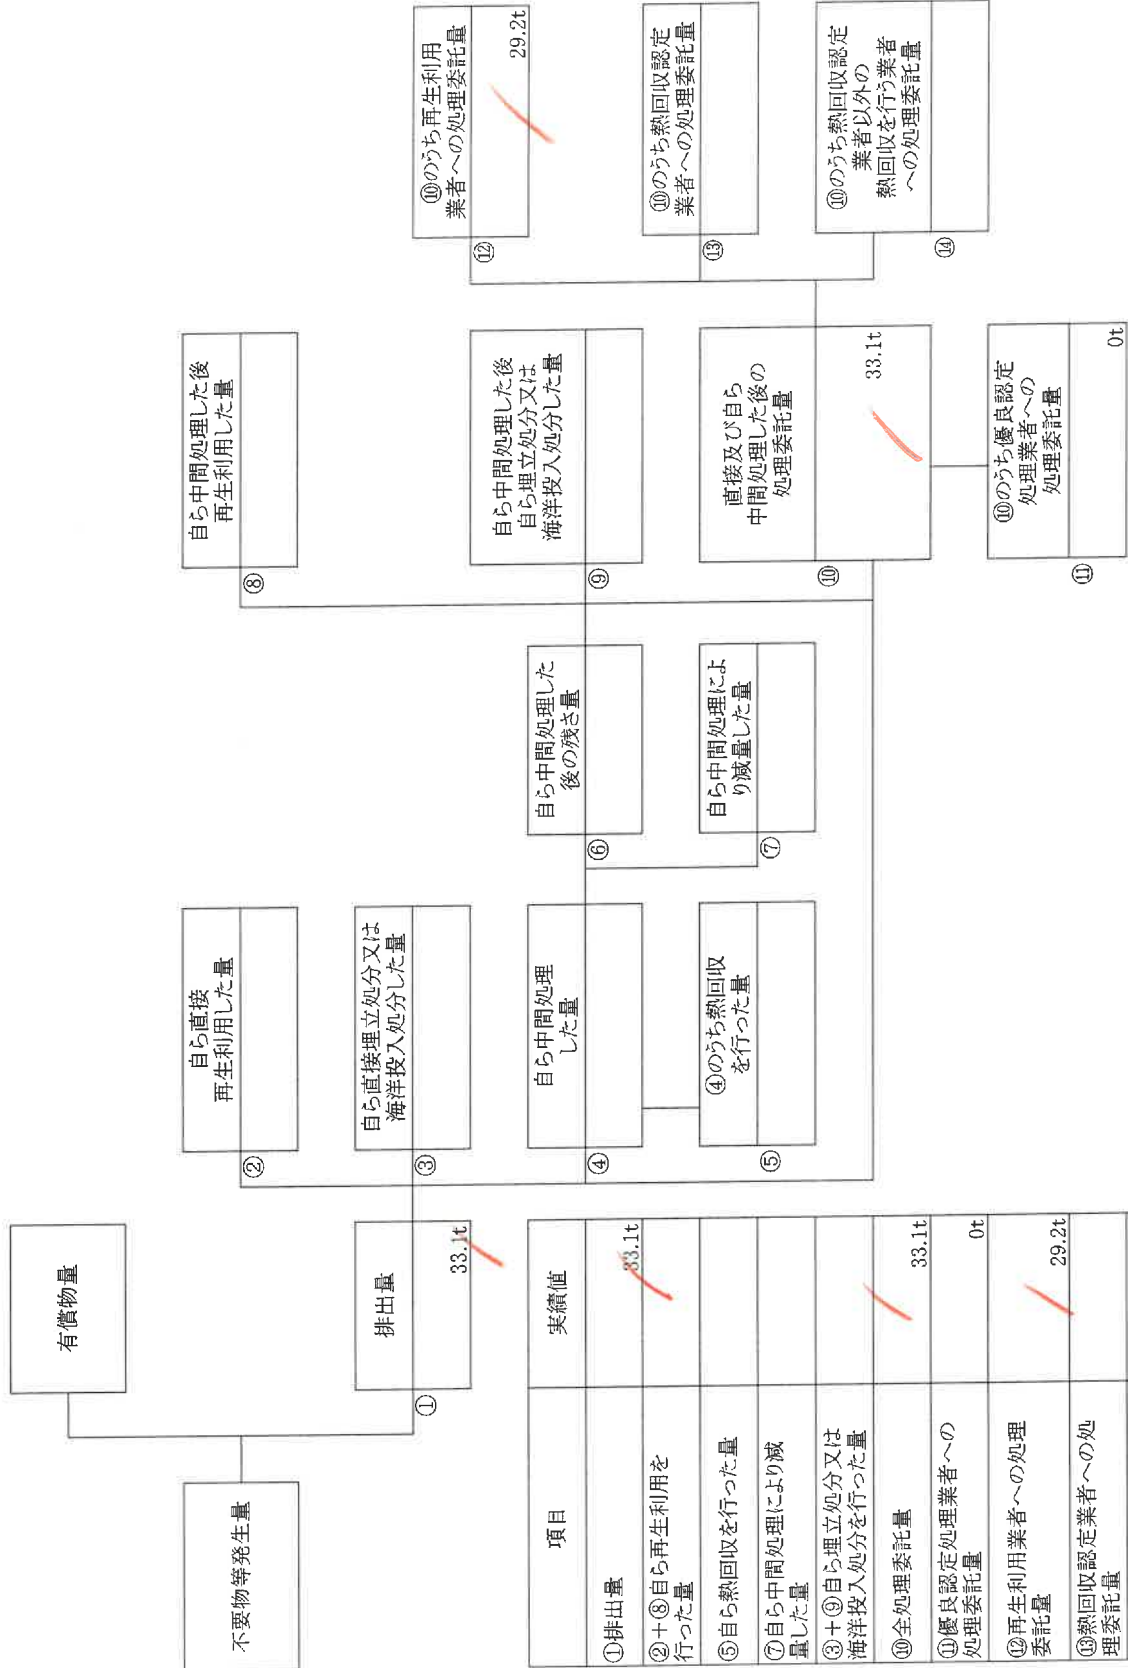 不要物等発生量
有償物量
①
排出量
33.1t
②
自ら直接
再生利用した量
③
自ら直接埋立処分又は
海洋投入処分した量
④
自ら中間処理
した量
⑤
④のうち熱回収
を行った量
⑥
自ら中間処理した
後の残さ量
⑦
自ら中間処理によ
り減量した量
⑧
自ら中間処理した後
再生利用した量
⑨
自ら中間処理した後
自ら埋立処分又は
海洋投入処分した量
⑩
直接及び自ら
中間処理した後の
処理委託量
33.1t
⑪
⑩のうち優良認定
処理業者への
処理委託量
0t
⑫
⑩のうち再生利用
業者への処理委託量
29.2t
⑬
⑩のうち熱回収認定
業者への処理委託量
⑭
⑩のうち熱回収認定
業者以外の
熱回収を行う業者
への処理委託量
項目 実績値
①排出量 33.1t
②+⑧自ら再生利用を
行った量
⑤自ら熱回収を行った量
⑦自ら中間処理により減
量した量
③+⑨自ら埋立処分又は
海洋投入処分を行った量
⑩全処理委託量 33.1t
⑪優良認定処理業者への
処理委託量 0t
⑫再生利用業者への処理
委託量 29.2t
⑬熱回収認定業者への処
理委託量